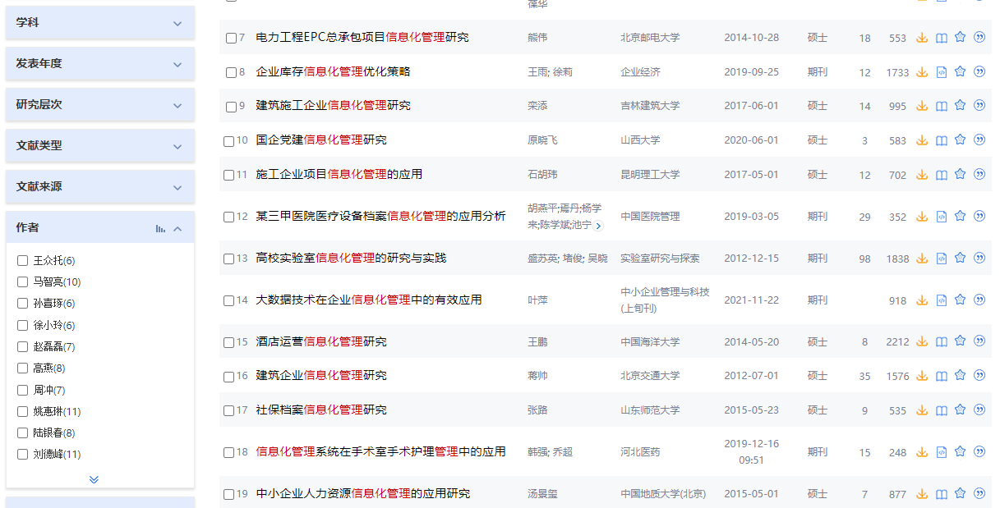 学科
发表年度
研究层次
文献类型
文献来源
作者
王众托(6)
马智亮(10)
孙喜琢(6)
徐小玲(6)
赵磊磊(7)
高燕(8)
周冲(7)
姚惠琳(11)
陆银春(8)
刘德峰(11)
葆华
7 电力工程EPC总承包项目信息化管理研究 熊伟 北京邮电大学 2014-10-28 硕士 18 553
8 企业库存信息化管理优化策略 王雨; 徐莉 企业经济 2019-09-25 期刊 12 1733
9 建筑施工企业信息化管理研究 栾添 吉林建筑大学 2017-06-01 硕士 14 995
10 国企党建信息化管理研究 原晓飞 山西大学 2020-06-01 硕士 3 583
11 施工企业项目信息化管理的应用 石胡玮 昆明理工大学 2017-05-01 硕士 12 702
12 某三甲医院医疗设备档案信息化管理的应用分析 胡燕平;焉丹;杨学
来;陈学斌;池宁 中国医院管理 2019-03-05 期刊 29 352
13 高校实验室信息化管理的研究与实践 盛苏英; 堵俊; 吴晓 实验室研究与探索 2012-12-15 期刊 98 1838
14 大数据技术在企业信息化管理中的有效应用 叶萍 中小企业管理与科技
(上旬刊) 2021-11-22 期刊 918
15 酒店运营信息化管理研究 王鹏 中国海洋大学 2014-05-20 硕士 8 2212
16 建筑企业信息化管理研究 蒋帅 北京交通大学 2012-07-01 硕士 35 1576
17 社保档案信息化管理研究 张璐 山东师范大学 2015-05-23 硕士 9 535
18 信息化管理系统在手术室手术护理管理中的应用 韩强; 乔超 河北医药 2019-12-16
09:51 期刊 15 248
19 中小企业人力资源信息化管理的应用研究 汤景玺 中国地质大学(北京) 2015-05-01 硕士 7 877